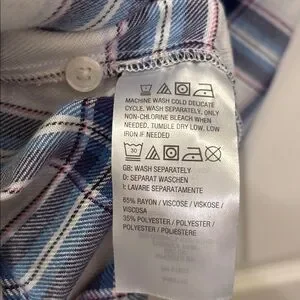 MACHINE WASH COLD DELICATE
CYCLE, WASH SEPARATELY, ONLY
NON-CHLORINE BLEACH WHEN
NEEDED, TUMBLE DRY LOW, LOW
IRON IF NEEDED
30
GB: WASH SEPARATELY
D: SEPARAT WASCHEN
I: LAVARE SEPARATAMENTE
65% RAYON / VISCOSE / VISKOSE /
VISCOSA
35% POLYESTER / POLYESTER /
POLYESTER / POLIESTERE